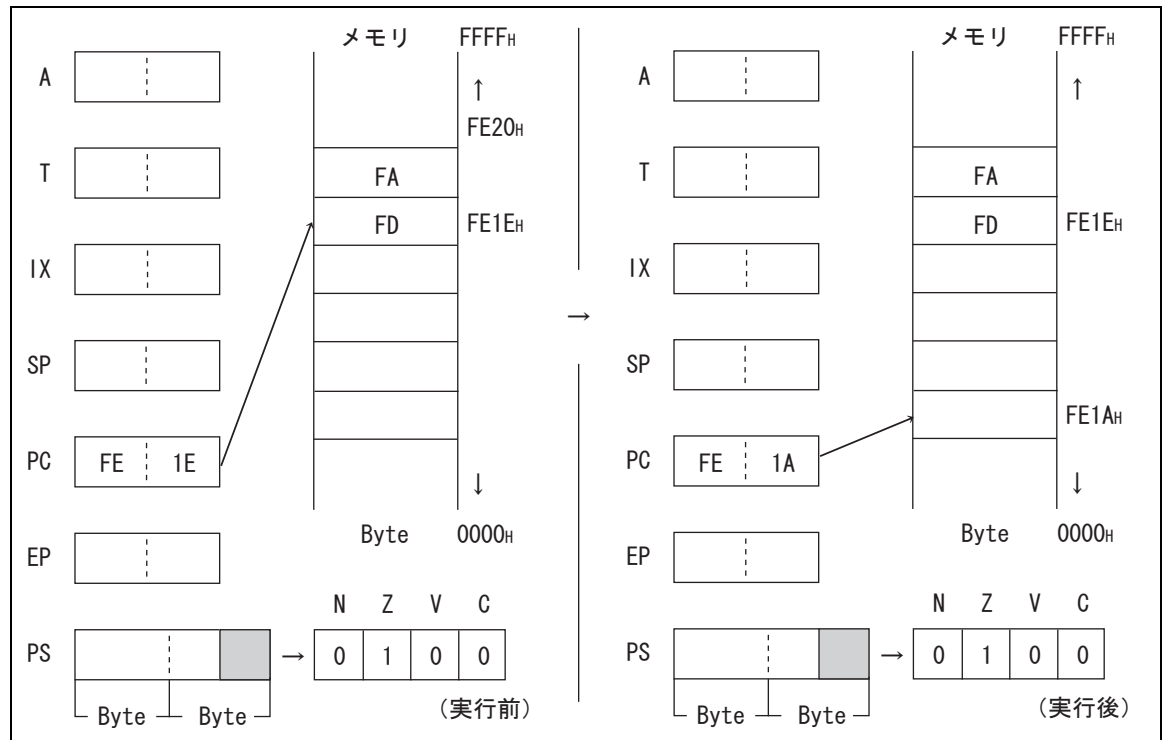 メモリ FFFFH
A
↑
FE20H
T
FA
FD FE1EH
IX
SP
PC FE 1E
↓
Byte 0000H
EP
N Z V C
PS → 0 1 0 0
Byte Byte (実行前)
→
メモリ FFFFH
A
↑
T
FA
FD FE1EH
IX
SP
FE1AH
PC FE 1A
↓
Byte 0000H
EP
N Z V C
PS → 0 1 0 0
Byte Byte (実行後)